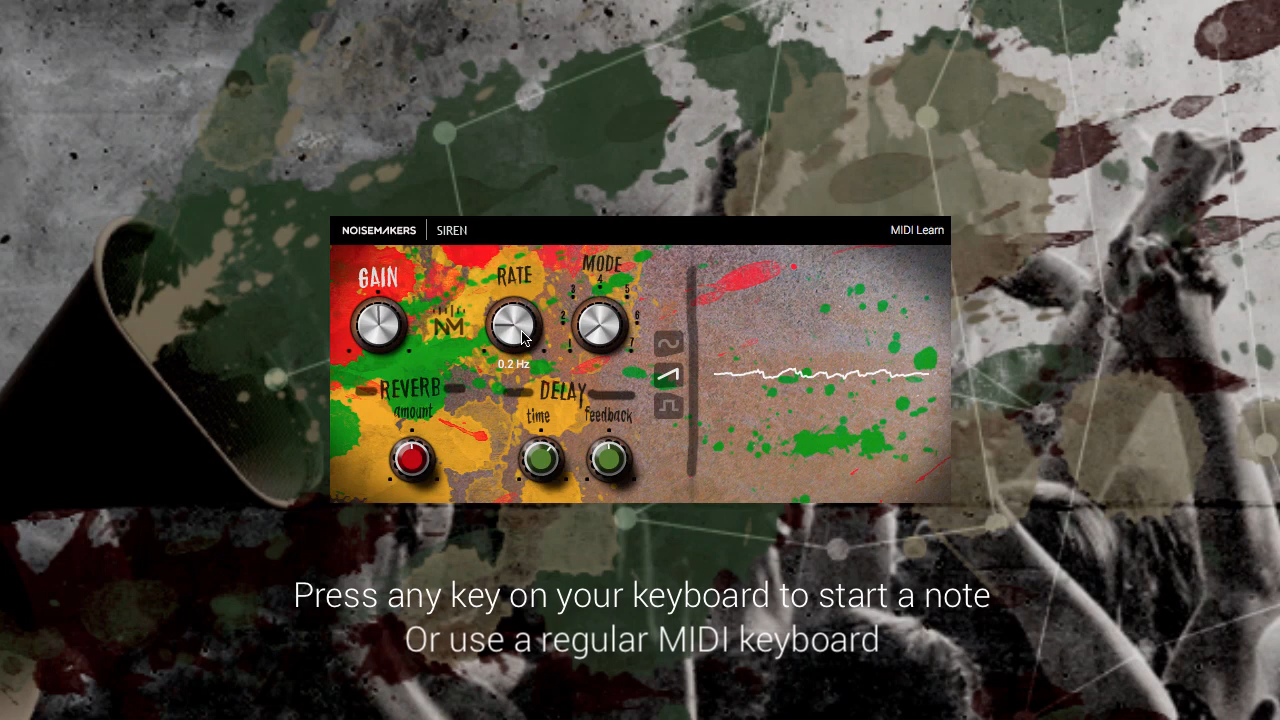 NOISEMAKERS SIREN MIDI Learn
GAIN RATE MODE
1 2 3 4 5 6 7
NM
0.2 Hz
REVERB DELAY
amount time feedback
Press any key on your keyboard to start a note
Or use a regular MIDI keyboard